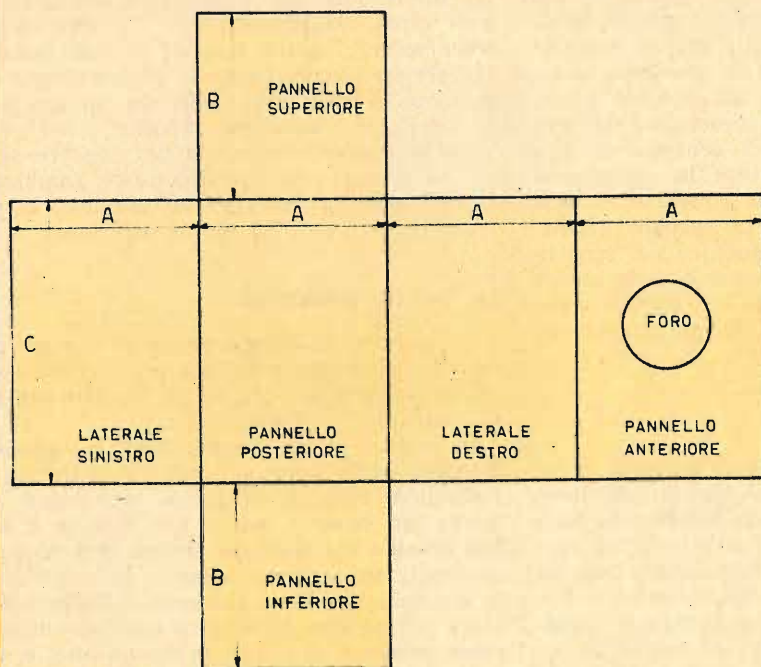 B
PANNELLO
SUPERIORE
A
A
A
A
C
FORO
LATERALE
SINISTRO
PANNELLO
POSTERIORE
LATERALE
DESTRO
PANNELLO
ANTERIORE
B
PANNELLO
INFERIORE